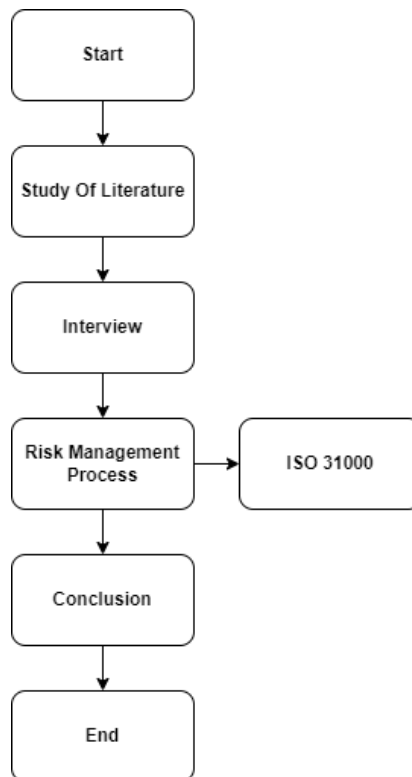 Start
Study Of Literature
Interview
Risk Management
Process
ISO 31000
Conclusion
End